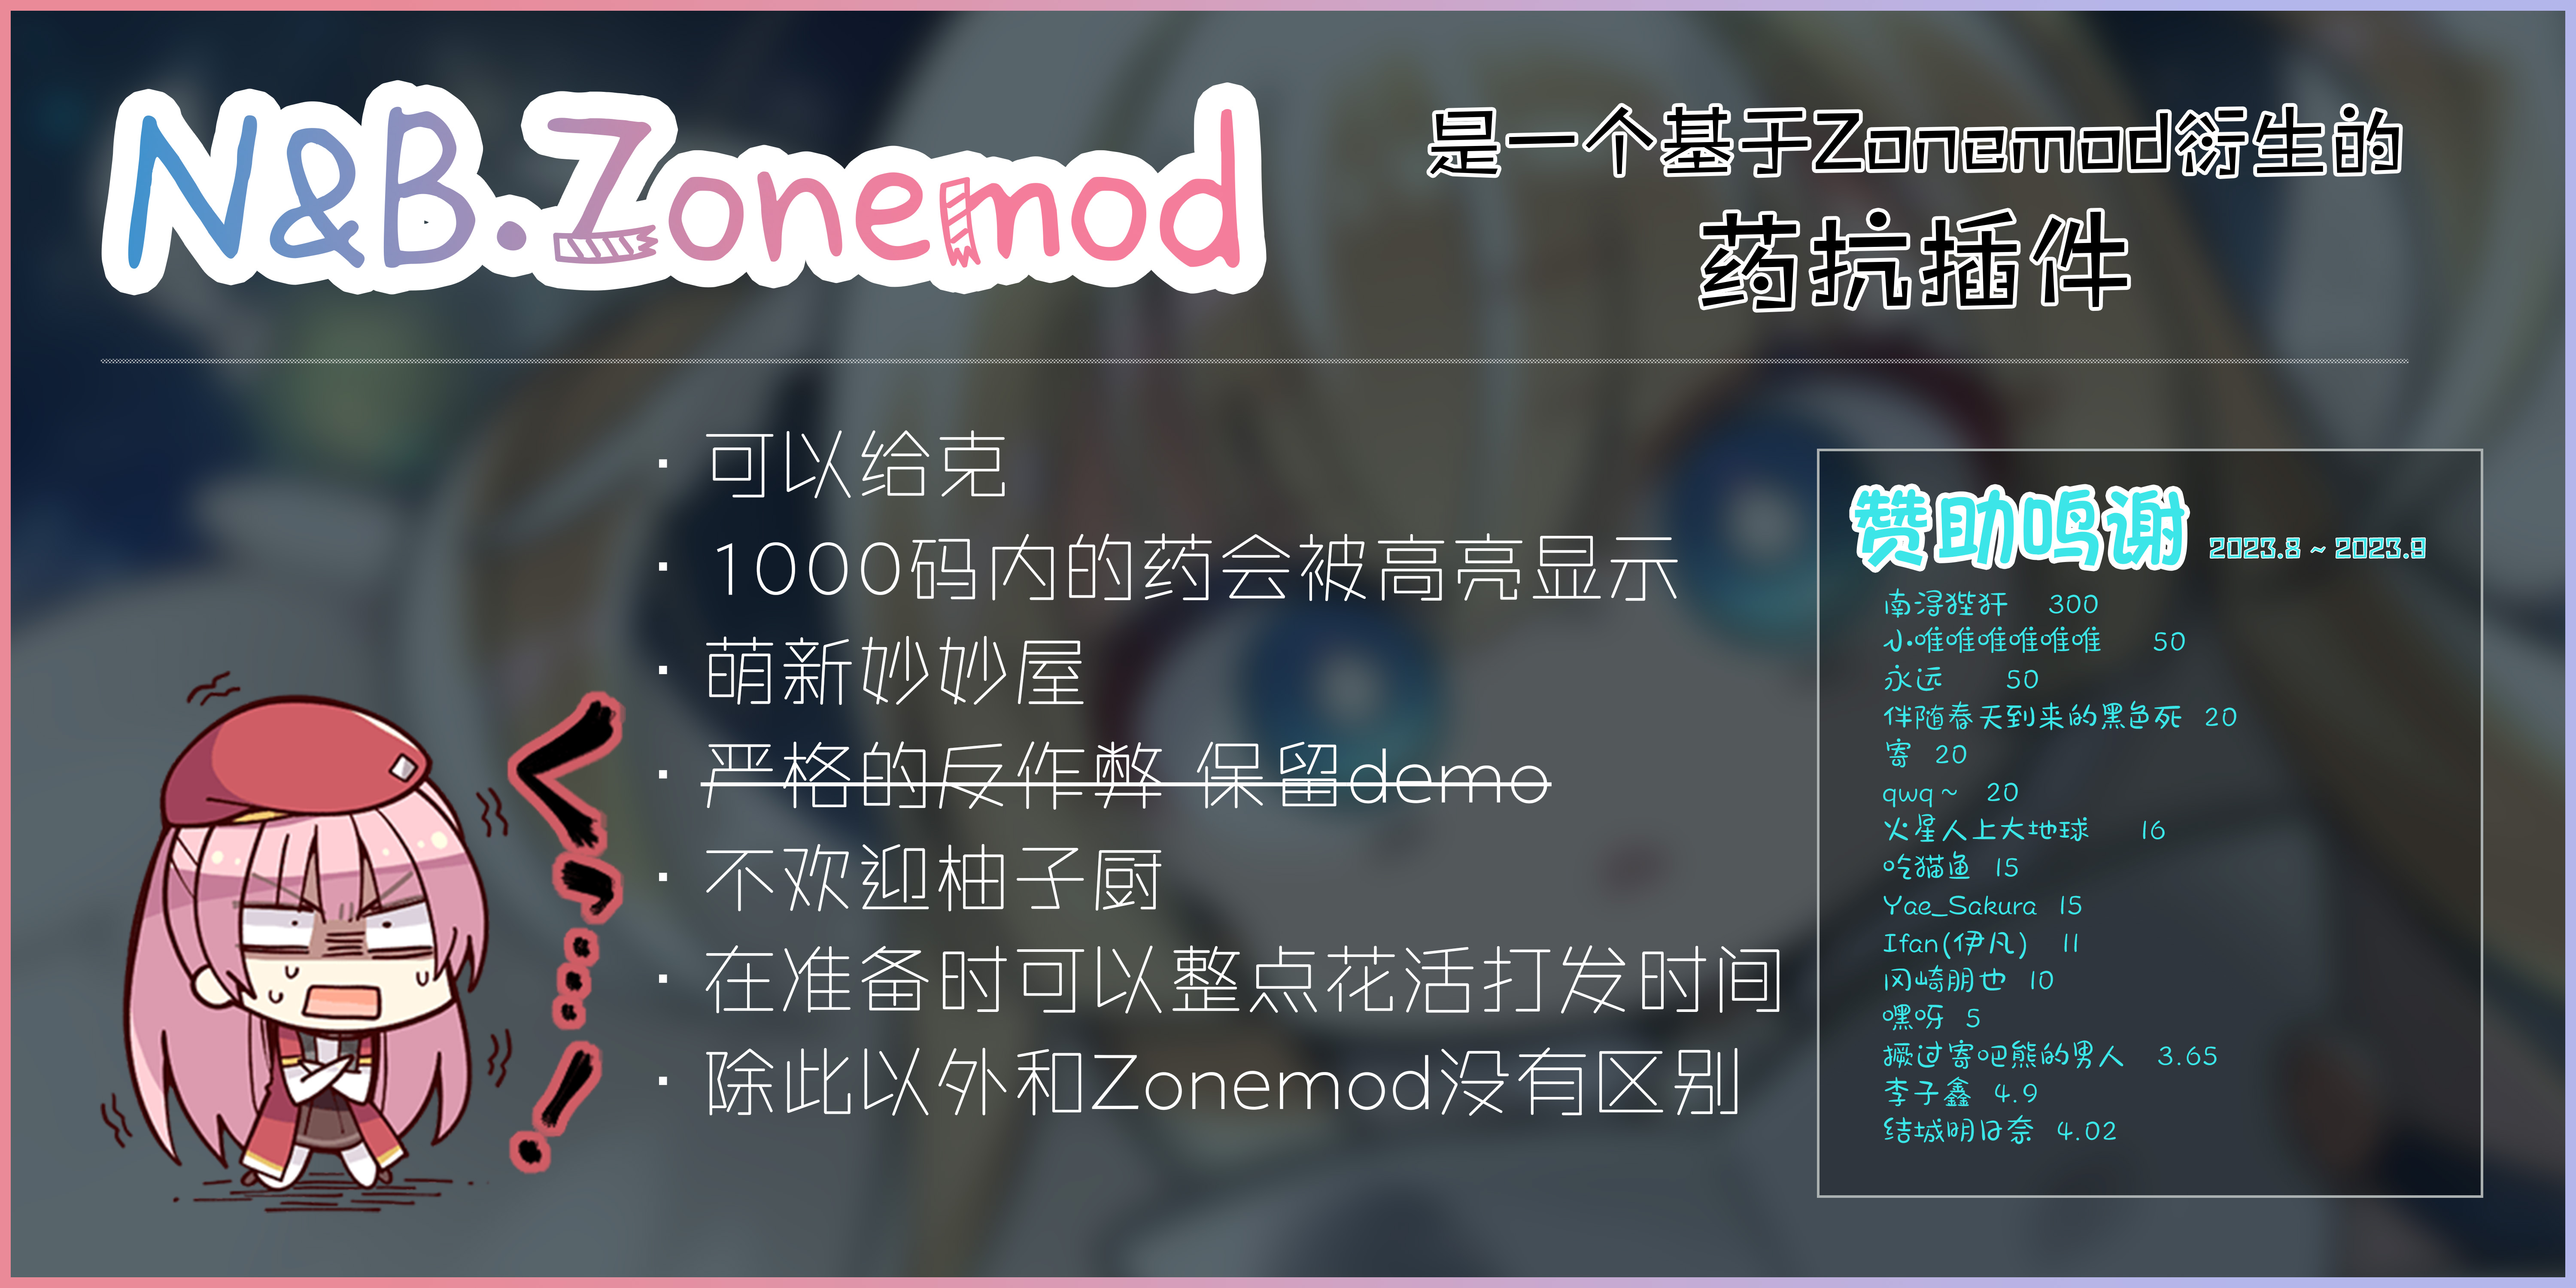 N&B.Zonemod
是一个基于Zonemod衍生的
药抗插件
· 可以给克
· 1000码内的药会被高亮显示
· 萌新妙妙屋
· 严格的反作弊 保留demo
· 不欢迎柚子厨
· 在准备时可以整点花活打发时间
· 除此以外和Zonemod没有区别
くっ…!
赞助鸣谢 2023.8 ~ 2023.9
南浔狴犴 300
小·唯唯唯唯唯唯 50
永远 50
伴随春天到来的黑色死 20
寄 20
qwq~ 20
火星人上大地球 16
吃猫鱼 15
Yae_Sakura 15
Ifan(伊凡) 11
冈崎朋也 10
嘿呀 5
撅过寄吧熊的男人 3.65
李子鑫 4.9
结城明日奈 4.02